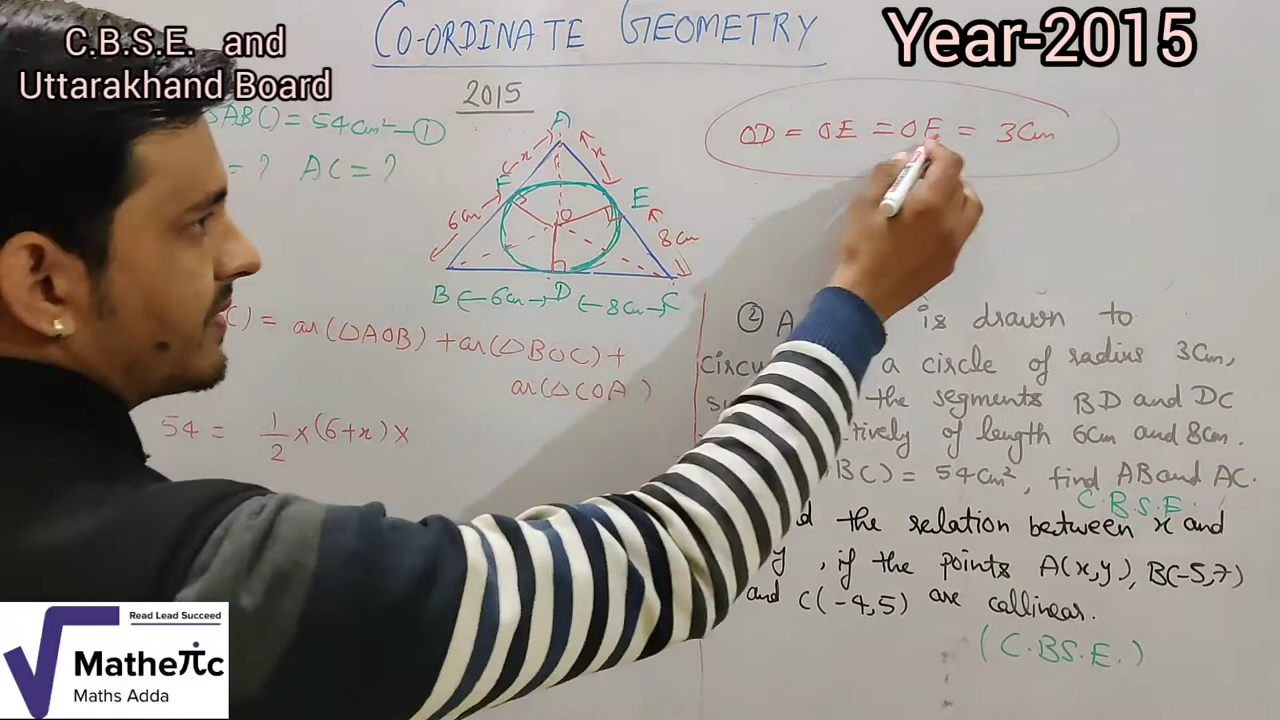 C.B.S.E. and
Uttarakhand Board
CO-ORDINATE GEOMETRY
Year-2015
2015
ABC) = 54cm² - ①
= ? AC = ?
A
x x
F E
6cm 8cm
O
B 6cm D 8cm C
OD = OE = OF = 3cm
C) = ar(△AOB) + ar(△BOC) +
ar(△COA)
54 = 1/2 × (6+x) ×
② A is drawn to
circu a circle of radius 3cm,
su the segments BD and DC
tively of length 6cm and 8cm.
BC) = 54cm², find AB and AC.
C.B.S.E.
d the relation between x and
y, if the points A(x,y), B(-5,7)
and C(-4,5) are callinear.
(C.B.S.E.)
Read Lead Succeed
Matheπc
Maths Adda